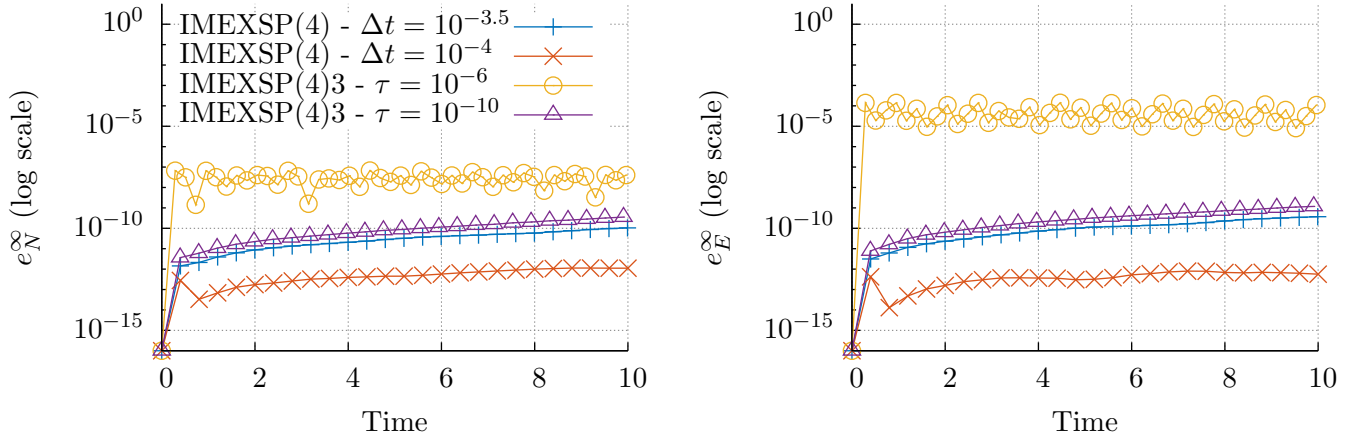 IMEXSP(4) - Δt = 10^{-3.5}
IMEXSP(4) - Δt = 10^{-4}
IMEXSP(4)3 - τ = 10^{-6}
IMEXSP(4)3 - τ = 10^{-10}
e_N^∞ (log scale)
10^0
10^{-5}
10^{-10}
10^{-15}
0 2 4 6 8 10
Time
e_E^∞ (log scale)
10^0
10^{-5}
10^{-10}
10^{-15}
0 2 4 6 8 10
Time